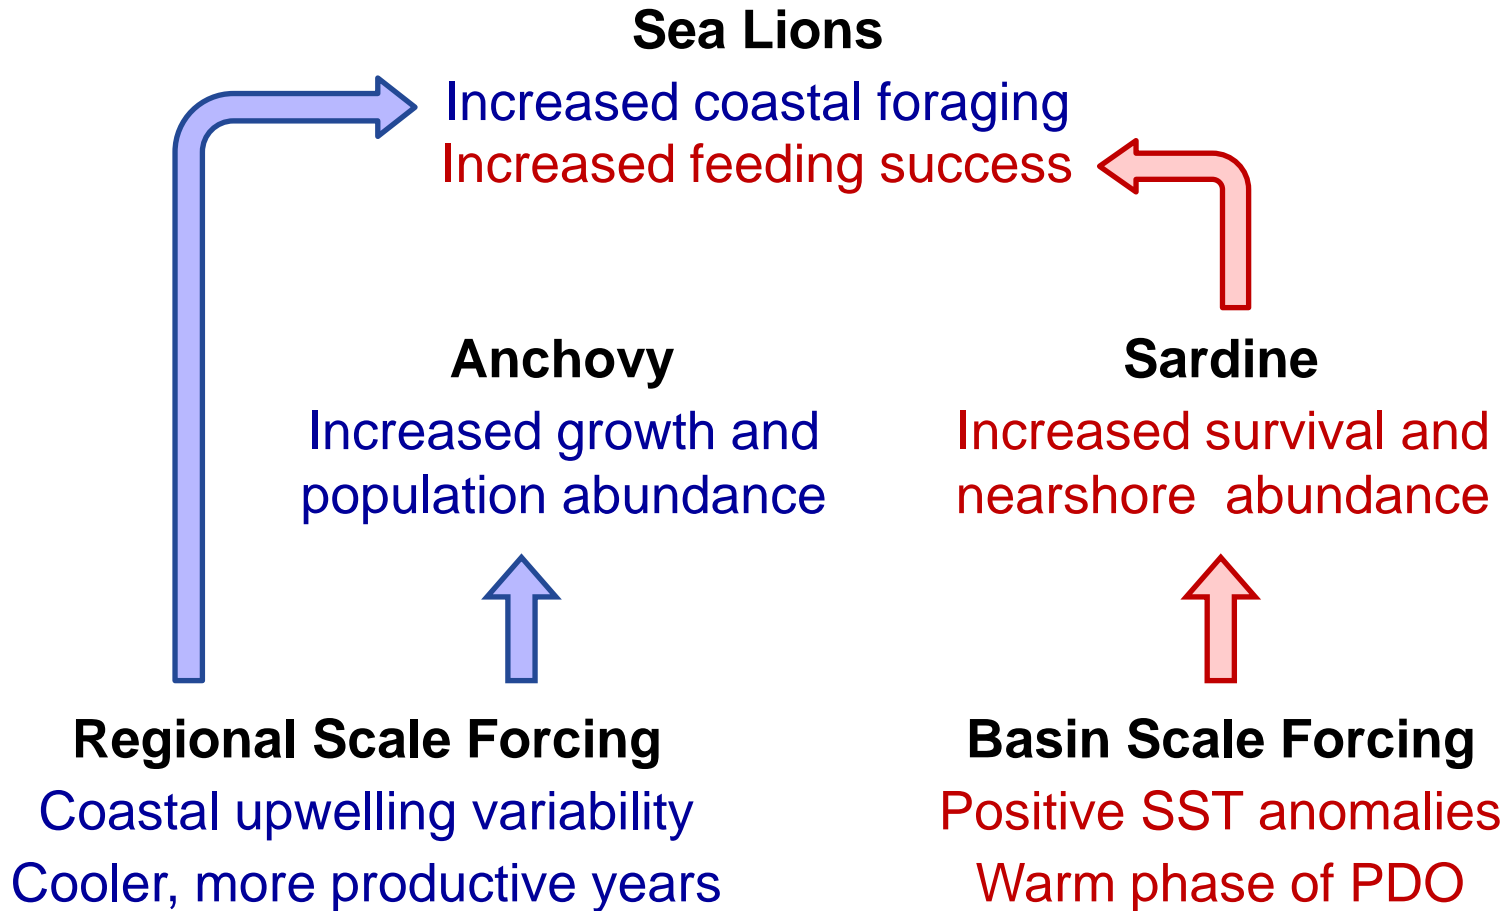 Sea Lions
Increased coastal foraging
Increased feeding success
Anchovy
Increased growth and
population abundance
Sardine
Increased survival and
nearshore abundance
Regional Scale Forcing
Coastal upwelling variability
Cooler, more productive years
Basin Scale Forcing
Positive SST anomalies
Warm phase of PDO